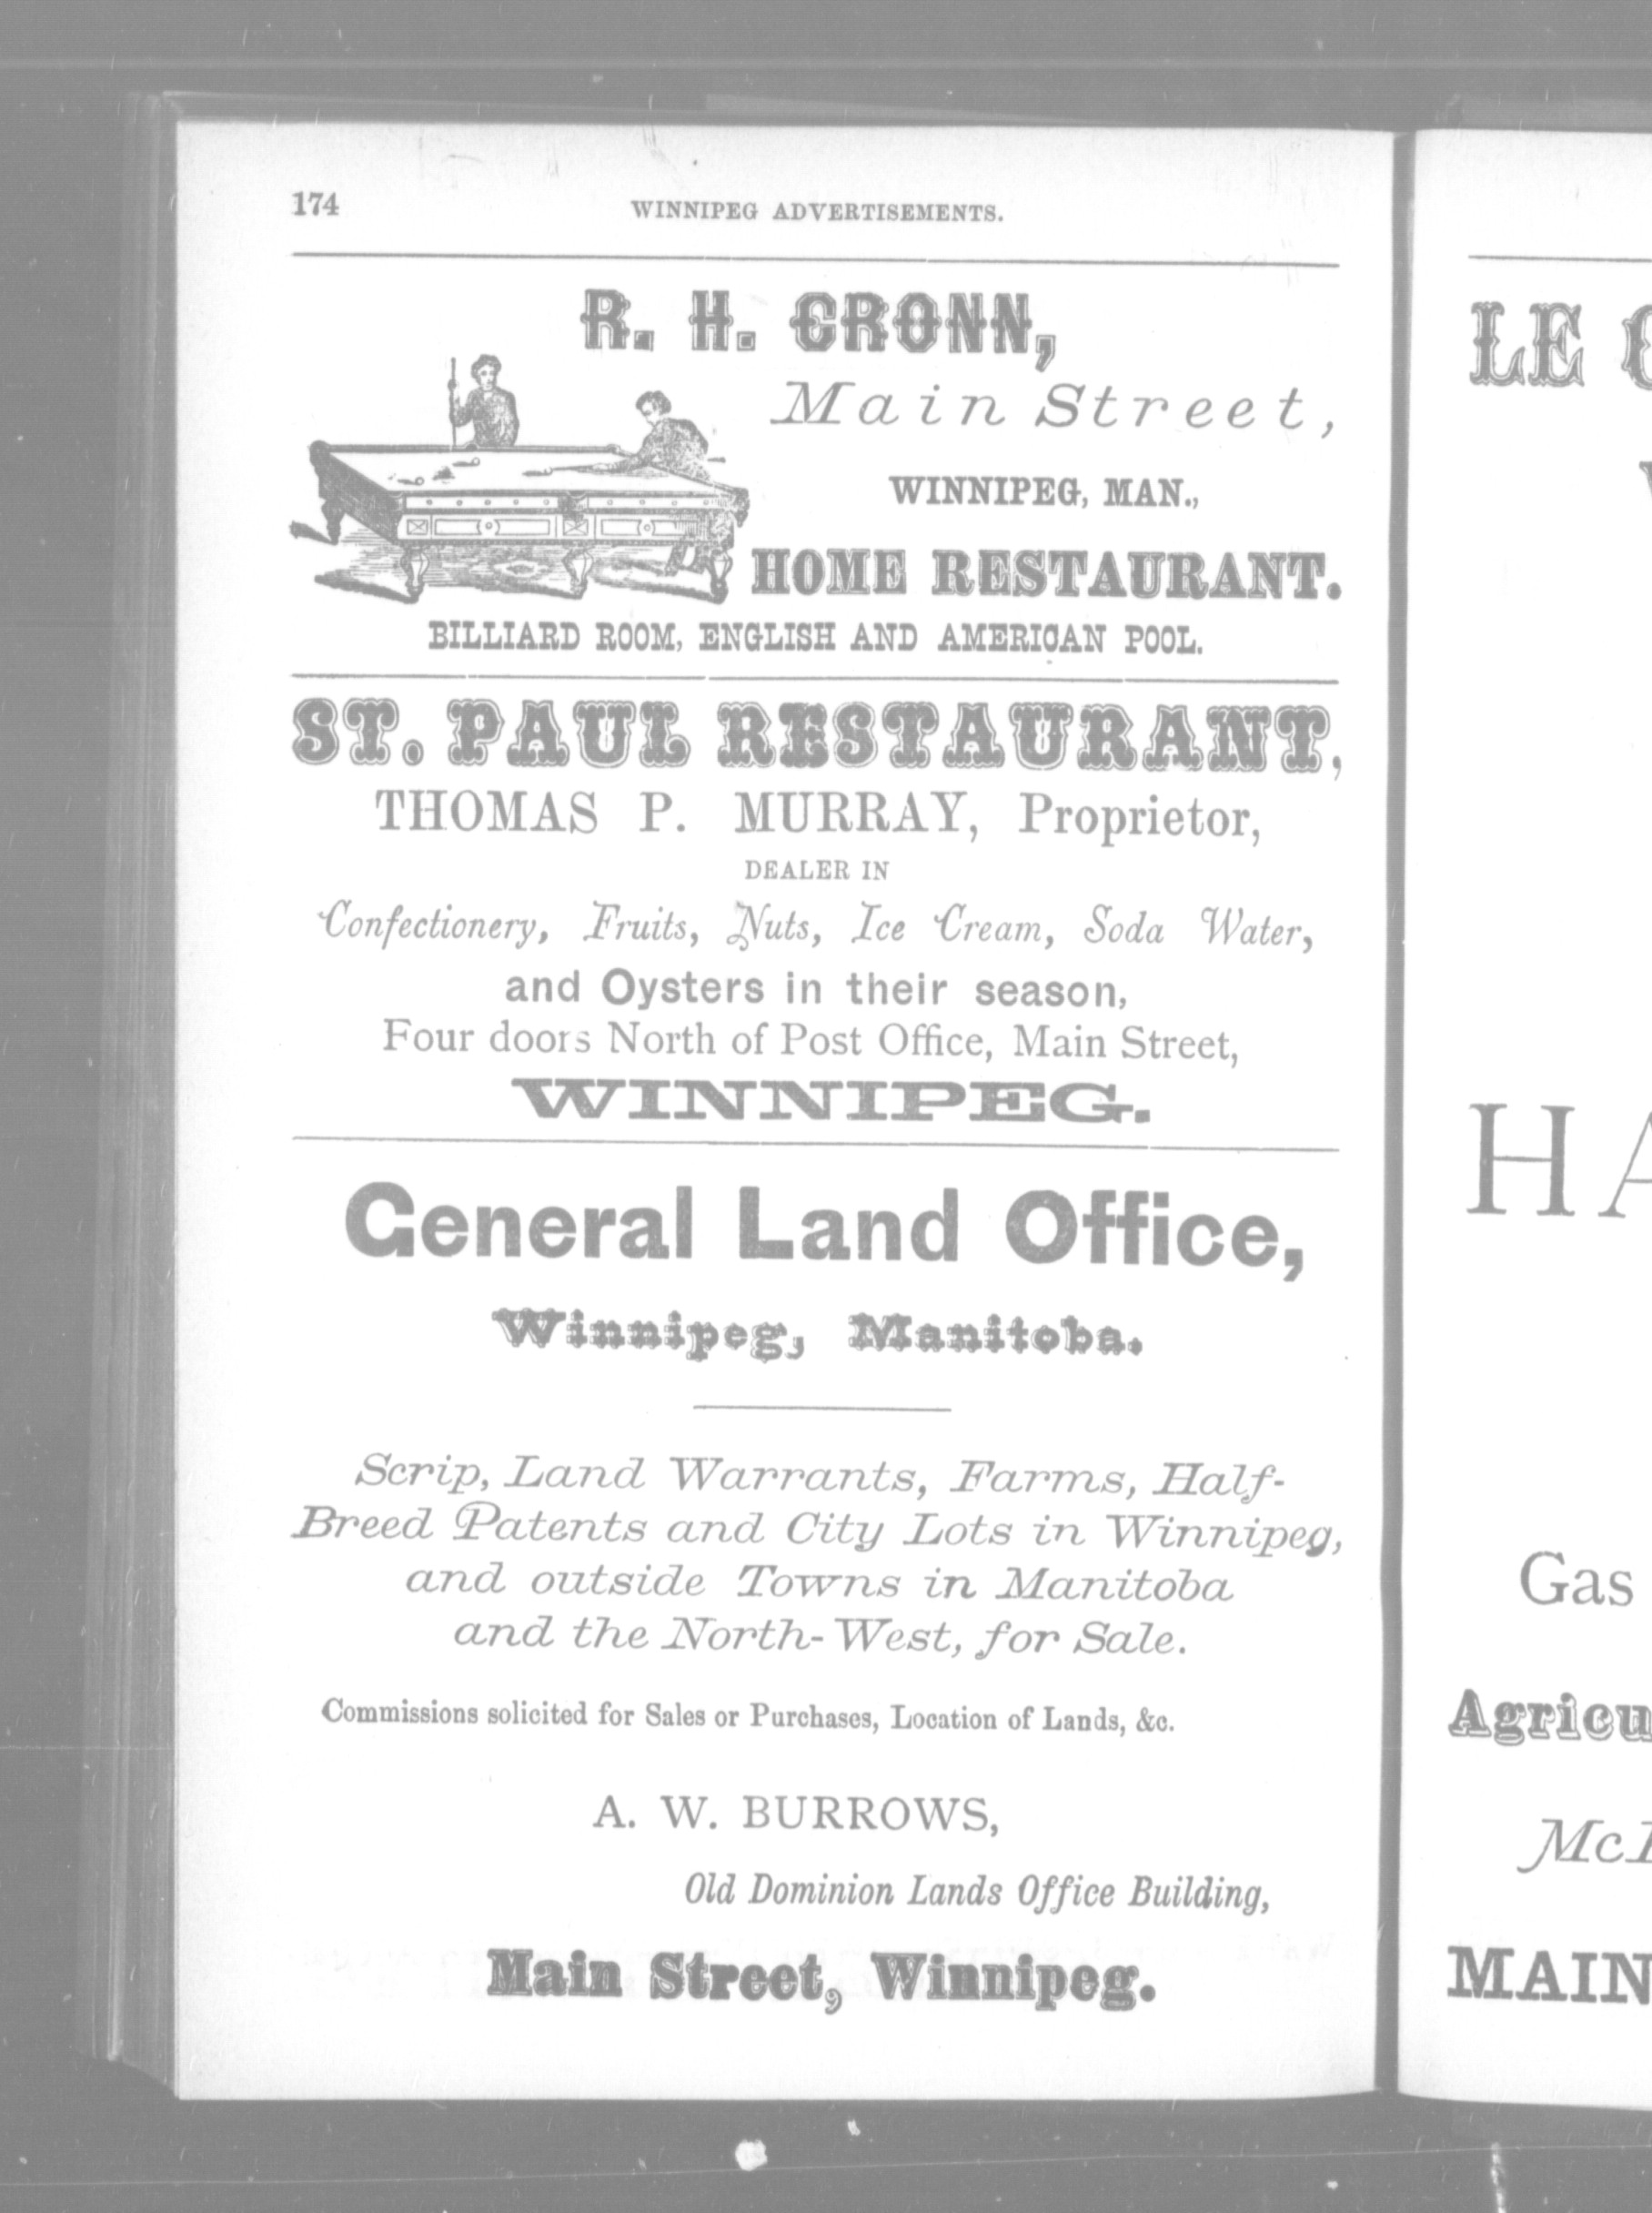 174
WINNIPEG ADVERTISEMENTS.
R. H. CRONN,
Main Street,
WINNIPEG, MAN.,
HOME RESTAURANT.
BILLIARD ROOM, ENGLISH AND AMERICAN POOL.
ST. PAUL RESTAURANT,
THOMAS P. MURRAY, Proprietor,
DEALER IN
Confectionery, Fruits, Nuts, Ice Cream, Soda Water,
and Oysters in their season,
Four doors North of Post Office, Main Street,
WINNIPEG.
General Land Office,
Winnipeg, Manitoba.
Scrip, Land Warrants, Farms, Half-
Breed Patents and City Lots in Winnipeg,
and outside Towns in Manitoba
and the North-West, for Sale.
Commissions solicited for Sales or Purchases, Location of Lands, &c.
A. W. BURROWS,
Old Dominion Lands Office Building,
Main Street, Winnipeg.
LE
HA
Gas
Agricu
MAIN